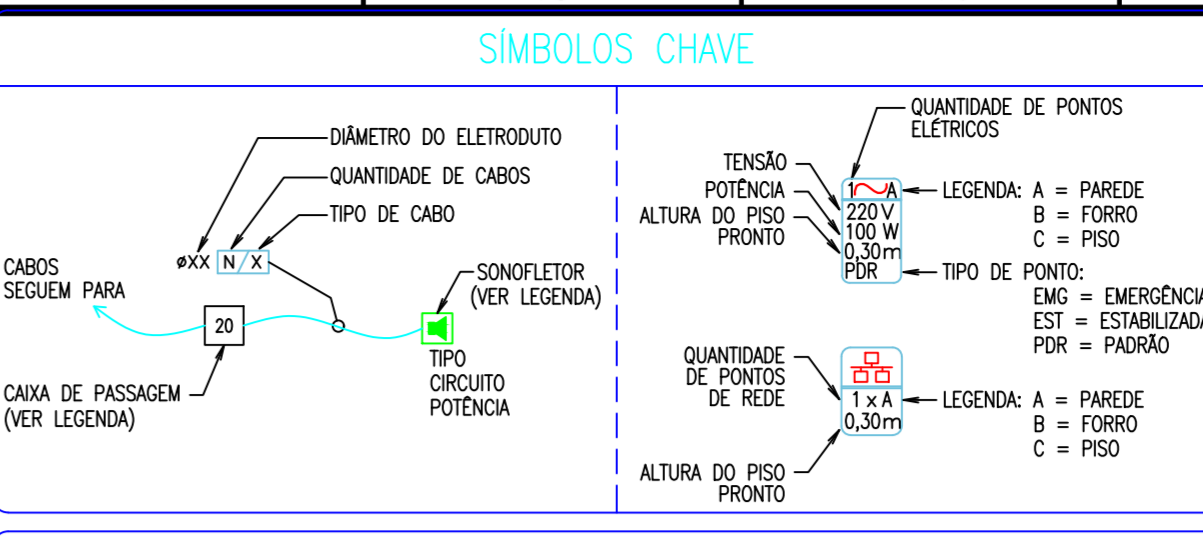 SÍMBOLOS CHAVE
DIÂMETRO DO ELETRODUTO
QUANTIDADE DE CABOS
TIPO DE CABO
øXX N/X
CABOS
SEGUEM PARA
20
SONOFLETOR
(VER LEGENDA)
TIPO
CIRCUITO
POTÊNCIA
CAIXA DE PASSAGEM
(VER LEGENDA)
QUANTIDADE DE PONTOS
ELÉTRICOS
TENSÃO
POTÊNCIA
ALTURA DO PISO
PRONTO
1 A
220 V
100 W
0,30m
PDR
LEGENDA: A = PAREDE
B = FORRO
C = PISO
TIPO DE PONTO:
EMG = EMERGÊNCIA
EST = ESTABILIZADA
PDR = PADRÃO
QUANTIDADE
DE PONTOS
DE REDE
1 x A
0,30m
LEGENDA: A = PAREDE
B = FORRO
C = PISO
ALTURA DO PISO
PRONTO